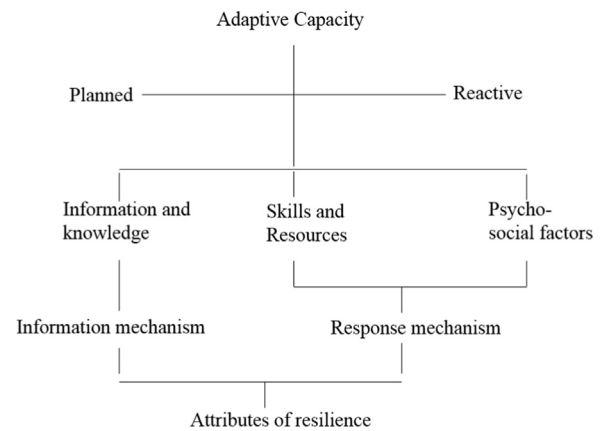 Adaptive Capacity
Planned
Reactive
Information and
knowledge
Skills and
Resources
Psycho-
social factors
Information mechanism
Response mechanism
Attributes of resilience